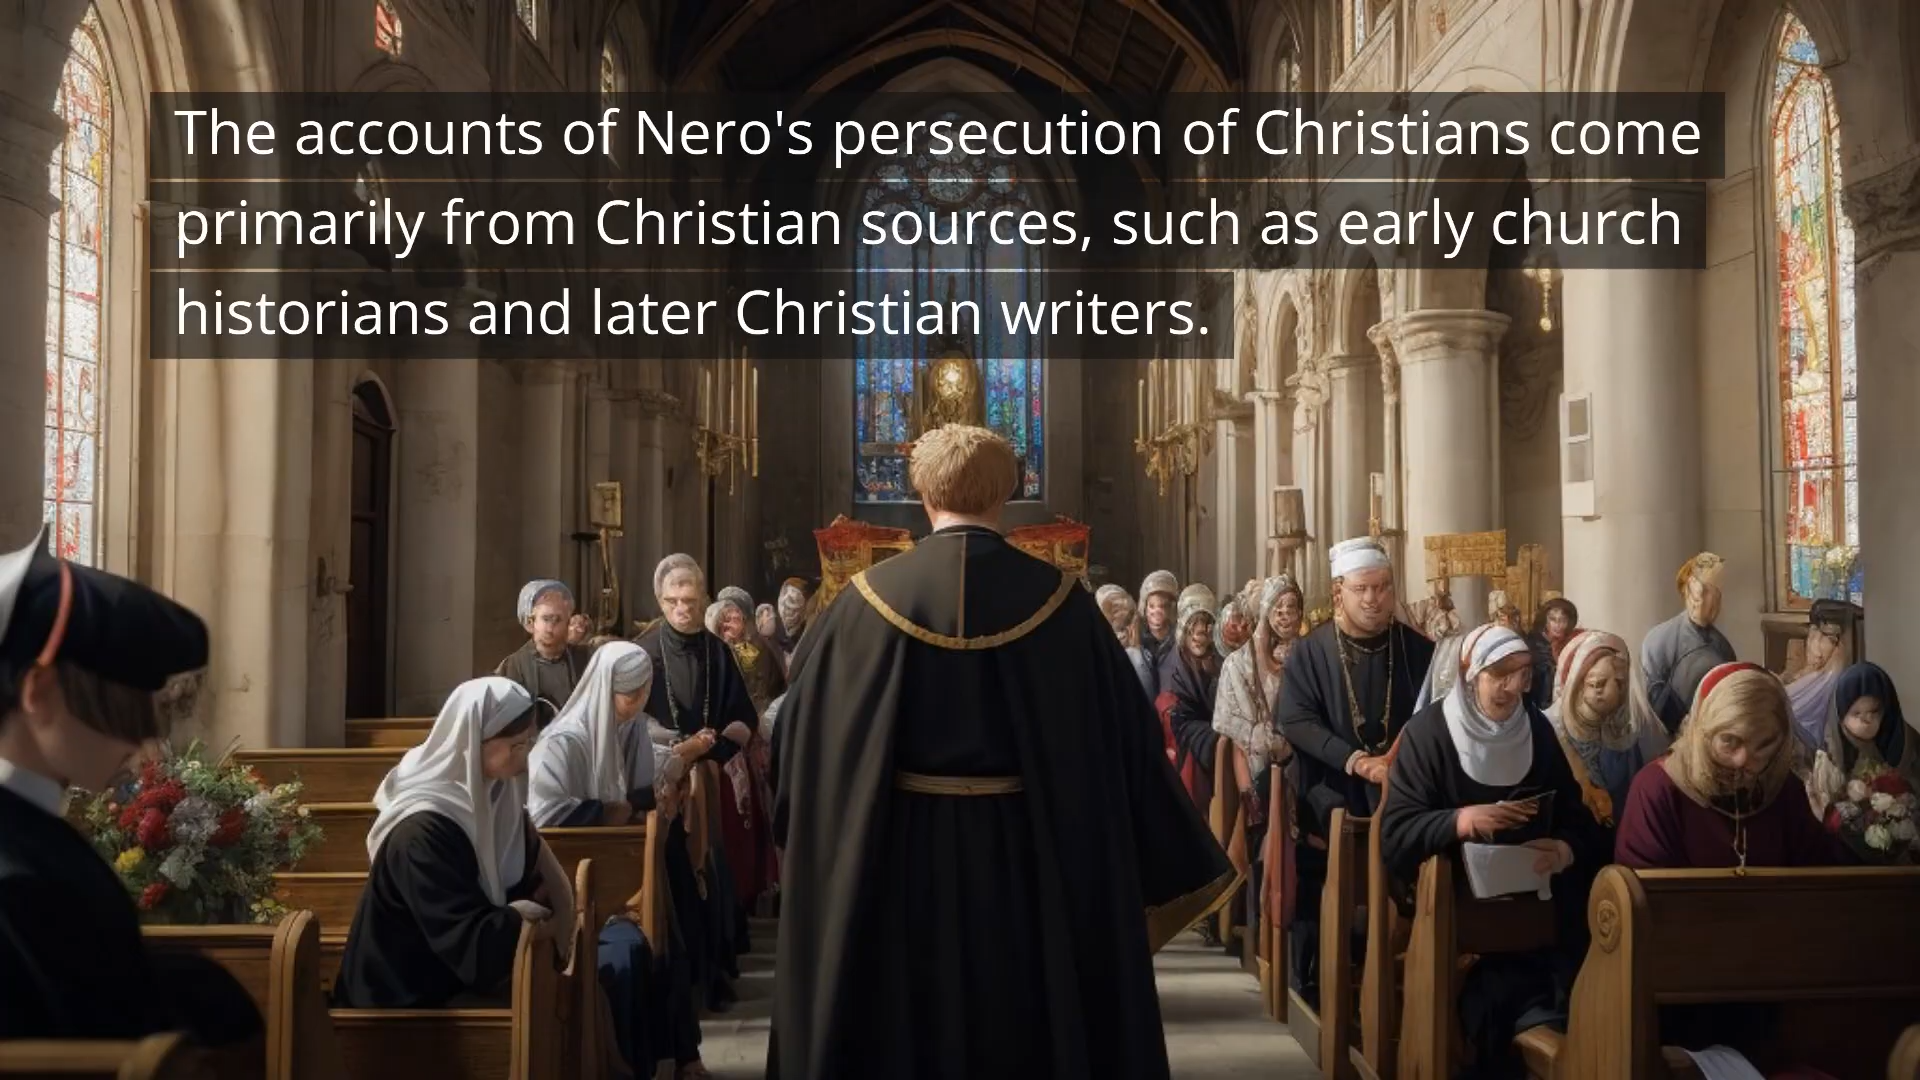 The accounts of Nero's persecution of Christians come
primarily from Christian sources, such as early church
historians and later Christian writers.